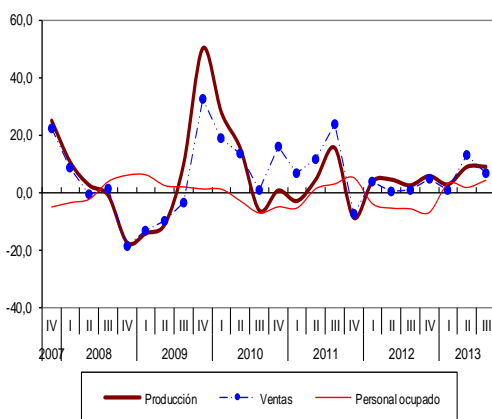 60,0
40,0
20,0
0,0
-20,0
-40,0
IV I II III IV I II III IV I II III IV I II III IV I II III IV I II III
2007 2008 2009 2010 2011 2012 2013
Producción Ventas Personal ocupado